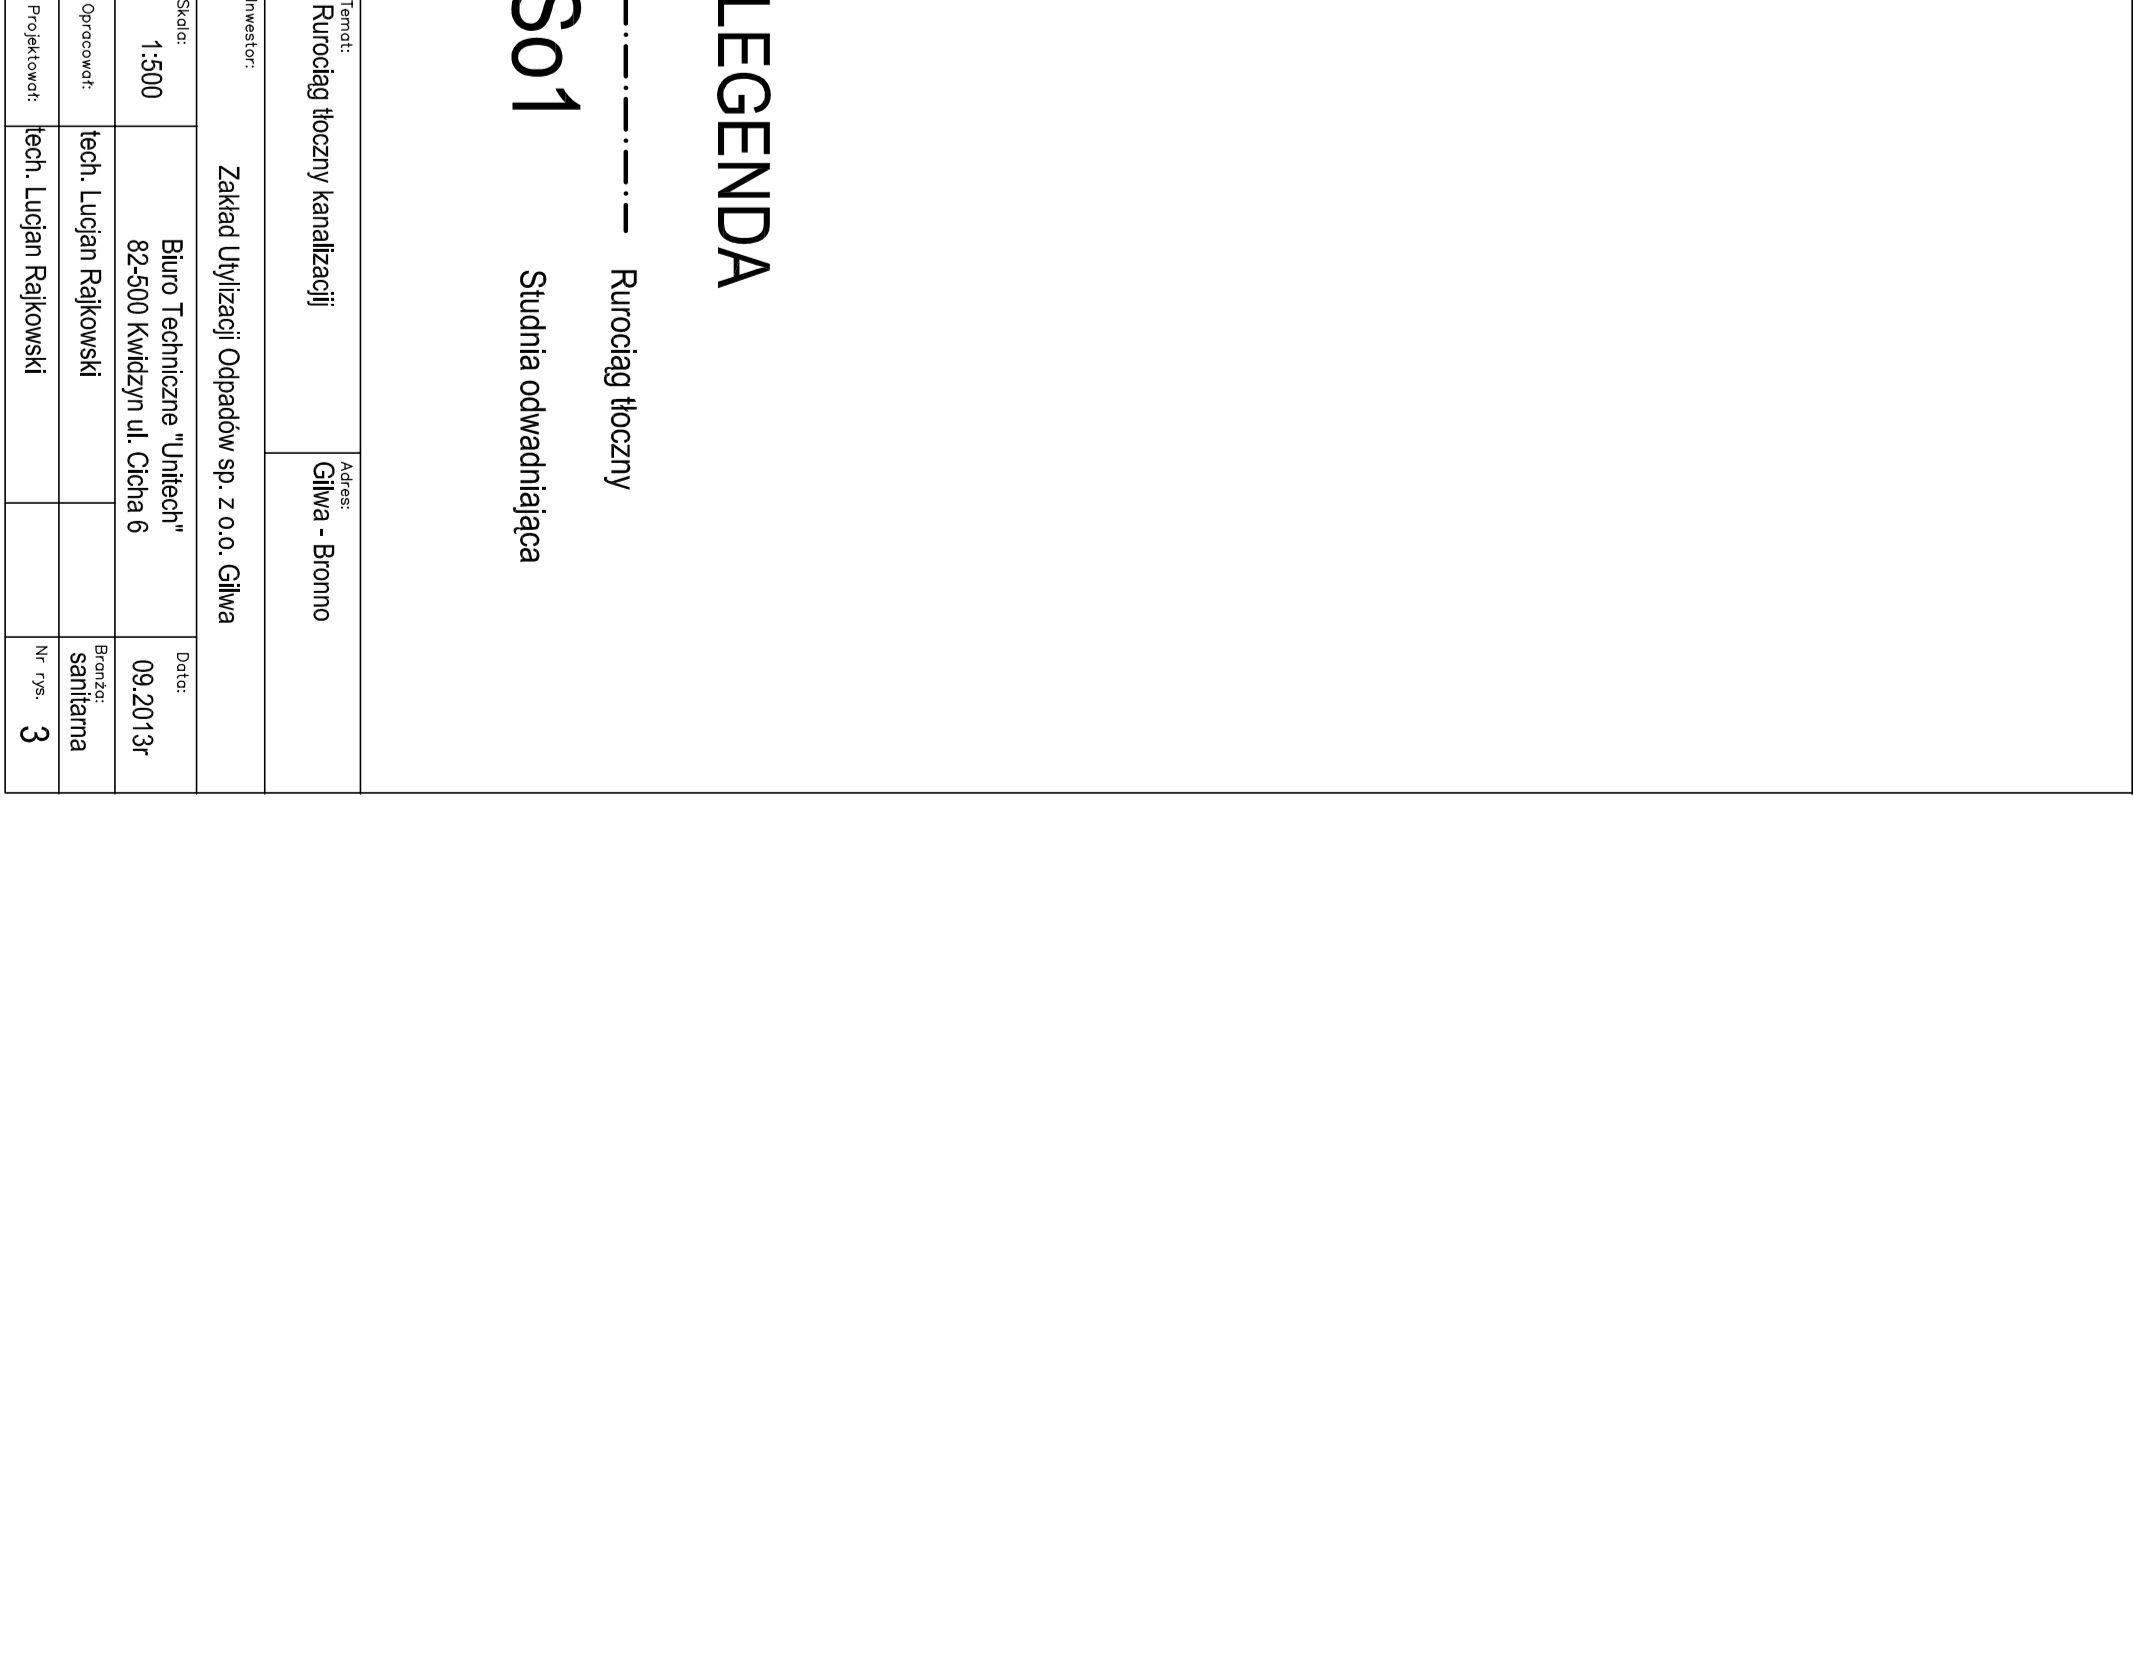 LEGENDA
Rurociąg tłoczny
So1 Studnia odwadniająca
Temat: Adres:
Rurociąg tłoczny kanalizacjij Gilwa - Bronno
Inwestor:
Zakład Utylizacji Odpadów sp. z o.o. Gilwa
Skala: Data:
Biuro Techniczne "Unitech"
1:500 82-500 Kwidzyn ul. Cicha 6 09.2013r
Opracował: tech. Lucjan Rajkowski Branża:
sanitarna
Projektował: tech. Lucjan Rajkowski Nr rys. 3